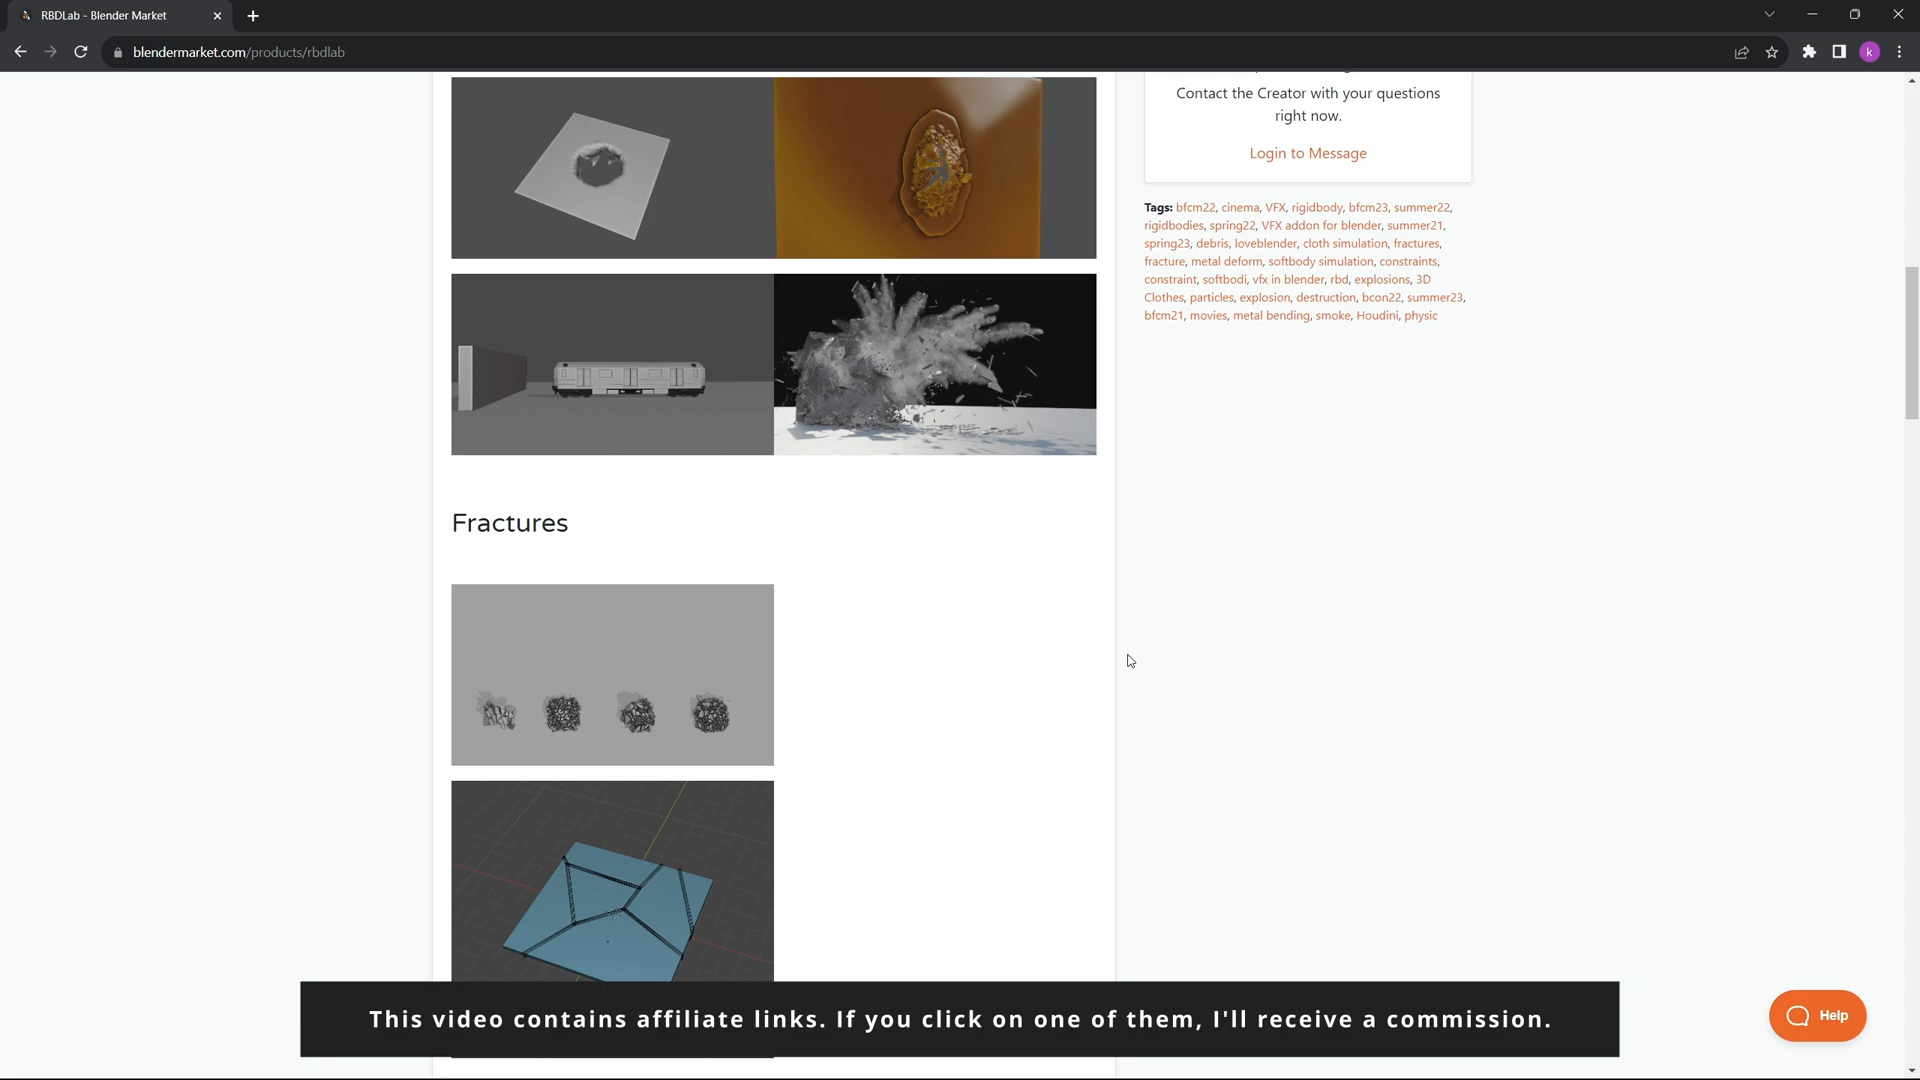 RBDLab - Blender Market
blendermarket.com/products/rbdlab
k
Contact the Creator with your questions
right now.
Login to Message
Tags: bfcm22, cinema, VFX, rigidbody, bfcm23, summer22,
rigidbodies, spring22, VFX addon for blender, summer21,
spring23, debris, loveblender, cloth simulation, fractures,
fracture, metal deform, softbody simulation, constraints,
constraint, softbodi, vfx in blender, rbd, explosions, 3D
Clothes, particles, explosion, destruction, bcon22, summer23,
bfcm21, movies, metal bending, smoke, Houdini, physic
Fractures
This video contains affiliate links. If you click on one of them, I'll receive a commission.
Help